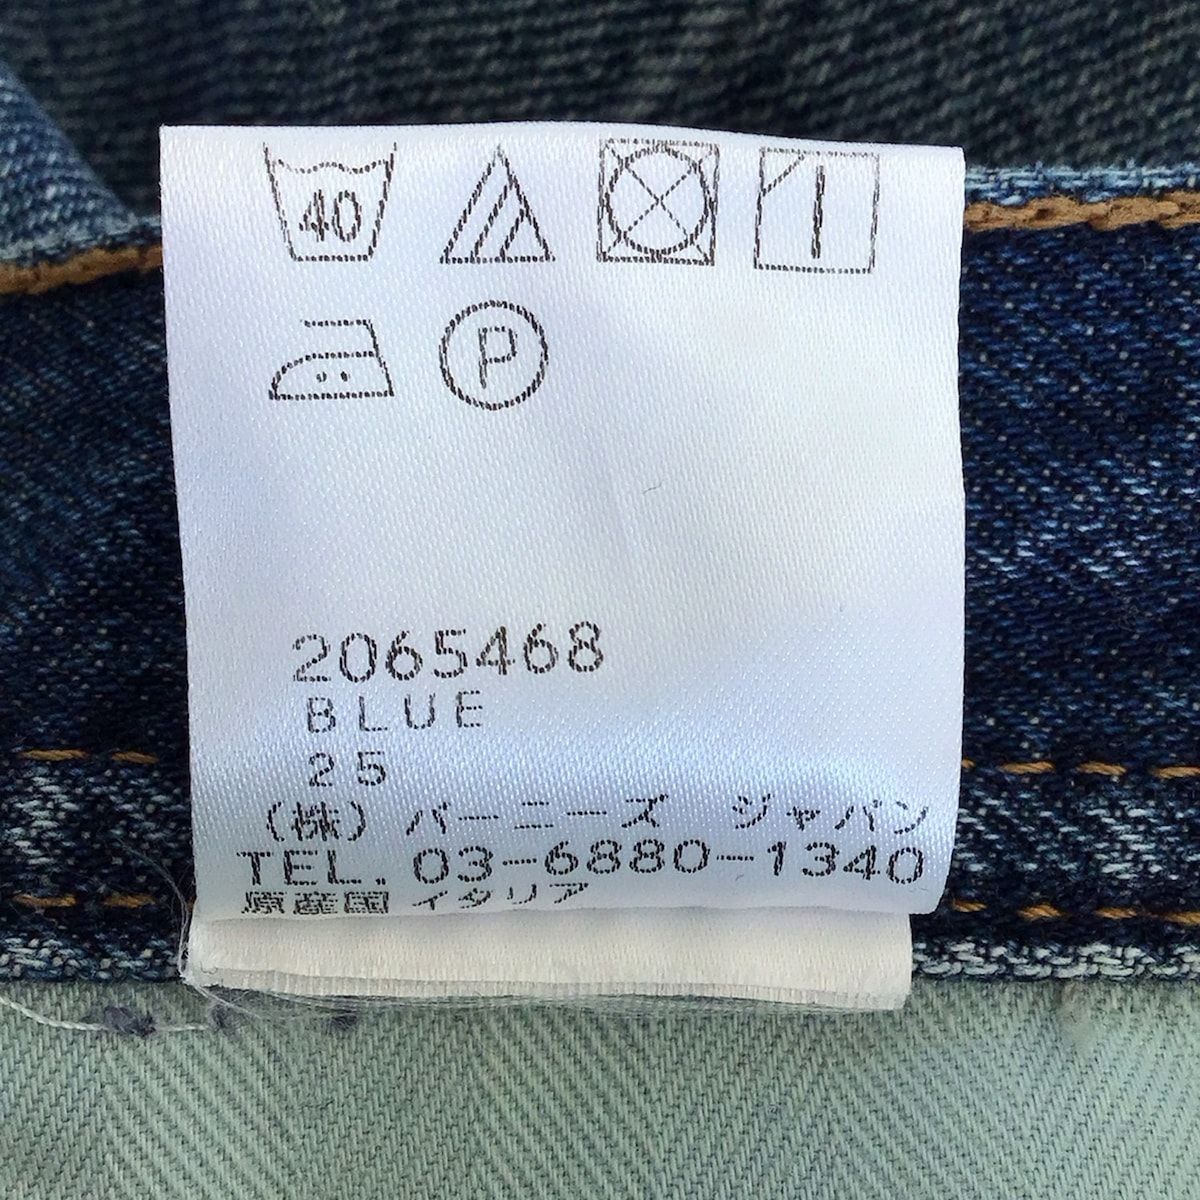 40
P
2065468
BLUE
25
(株) バーニーズ ジャパン
TEL. 03-6880-1340
原産国 イタリア